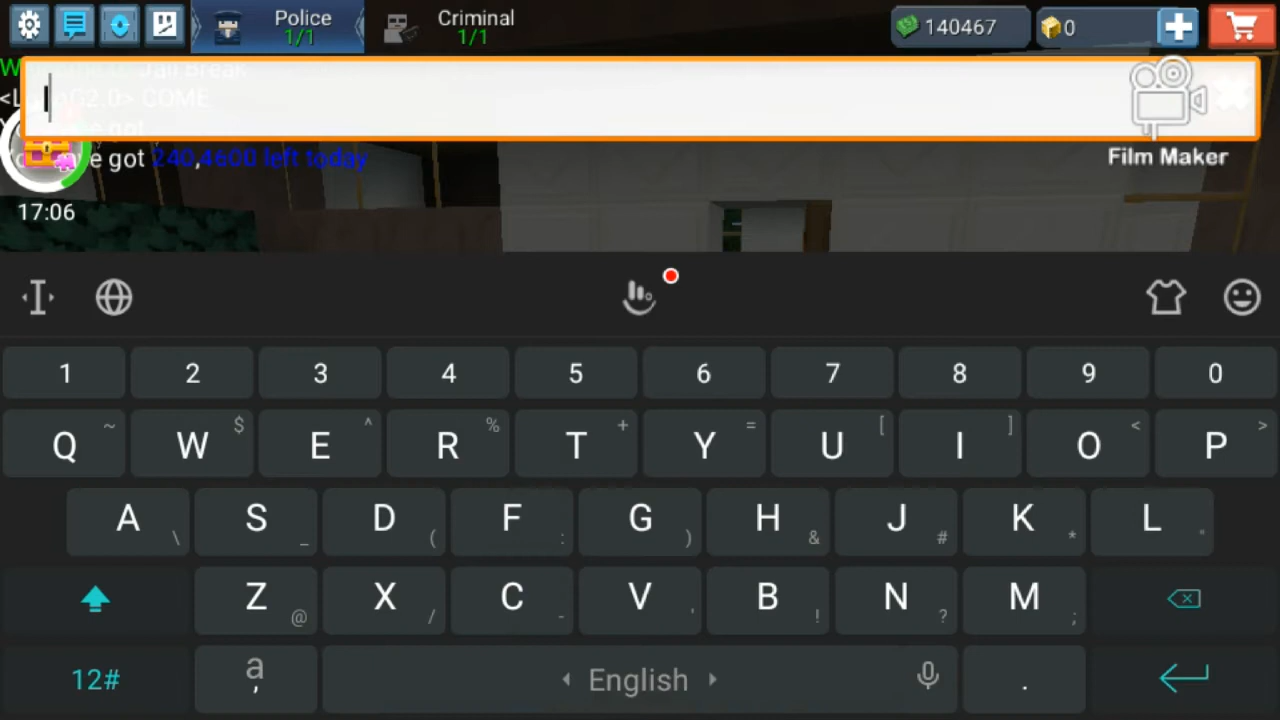 Police
1/1
Criminal
1/1
140467
0
Jail Break
COME
got
e got 240,4600 left today
Film Maker
17:06
1 2 3 4 5 6 7 8 9 0
~ $ ^ % + = [ ] < >
Q W E R T Y U I O P
A S D F G H J K L
\ _ ( : ) & # * "
Z X C V B N M
@ / - ' ! ? ;
12# a , English .